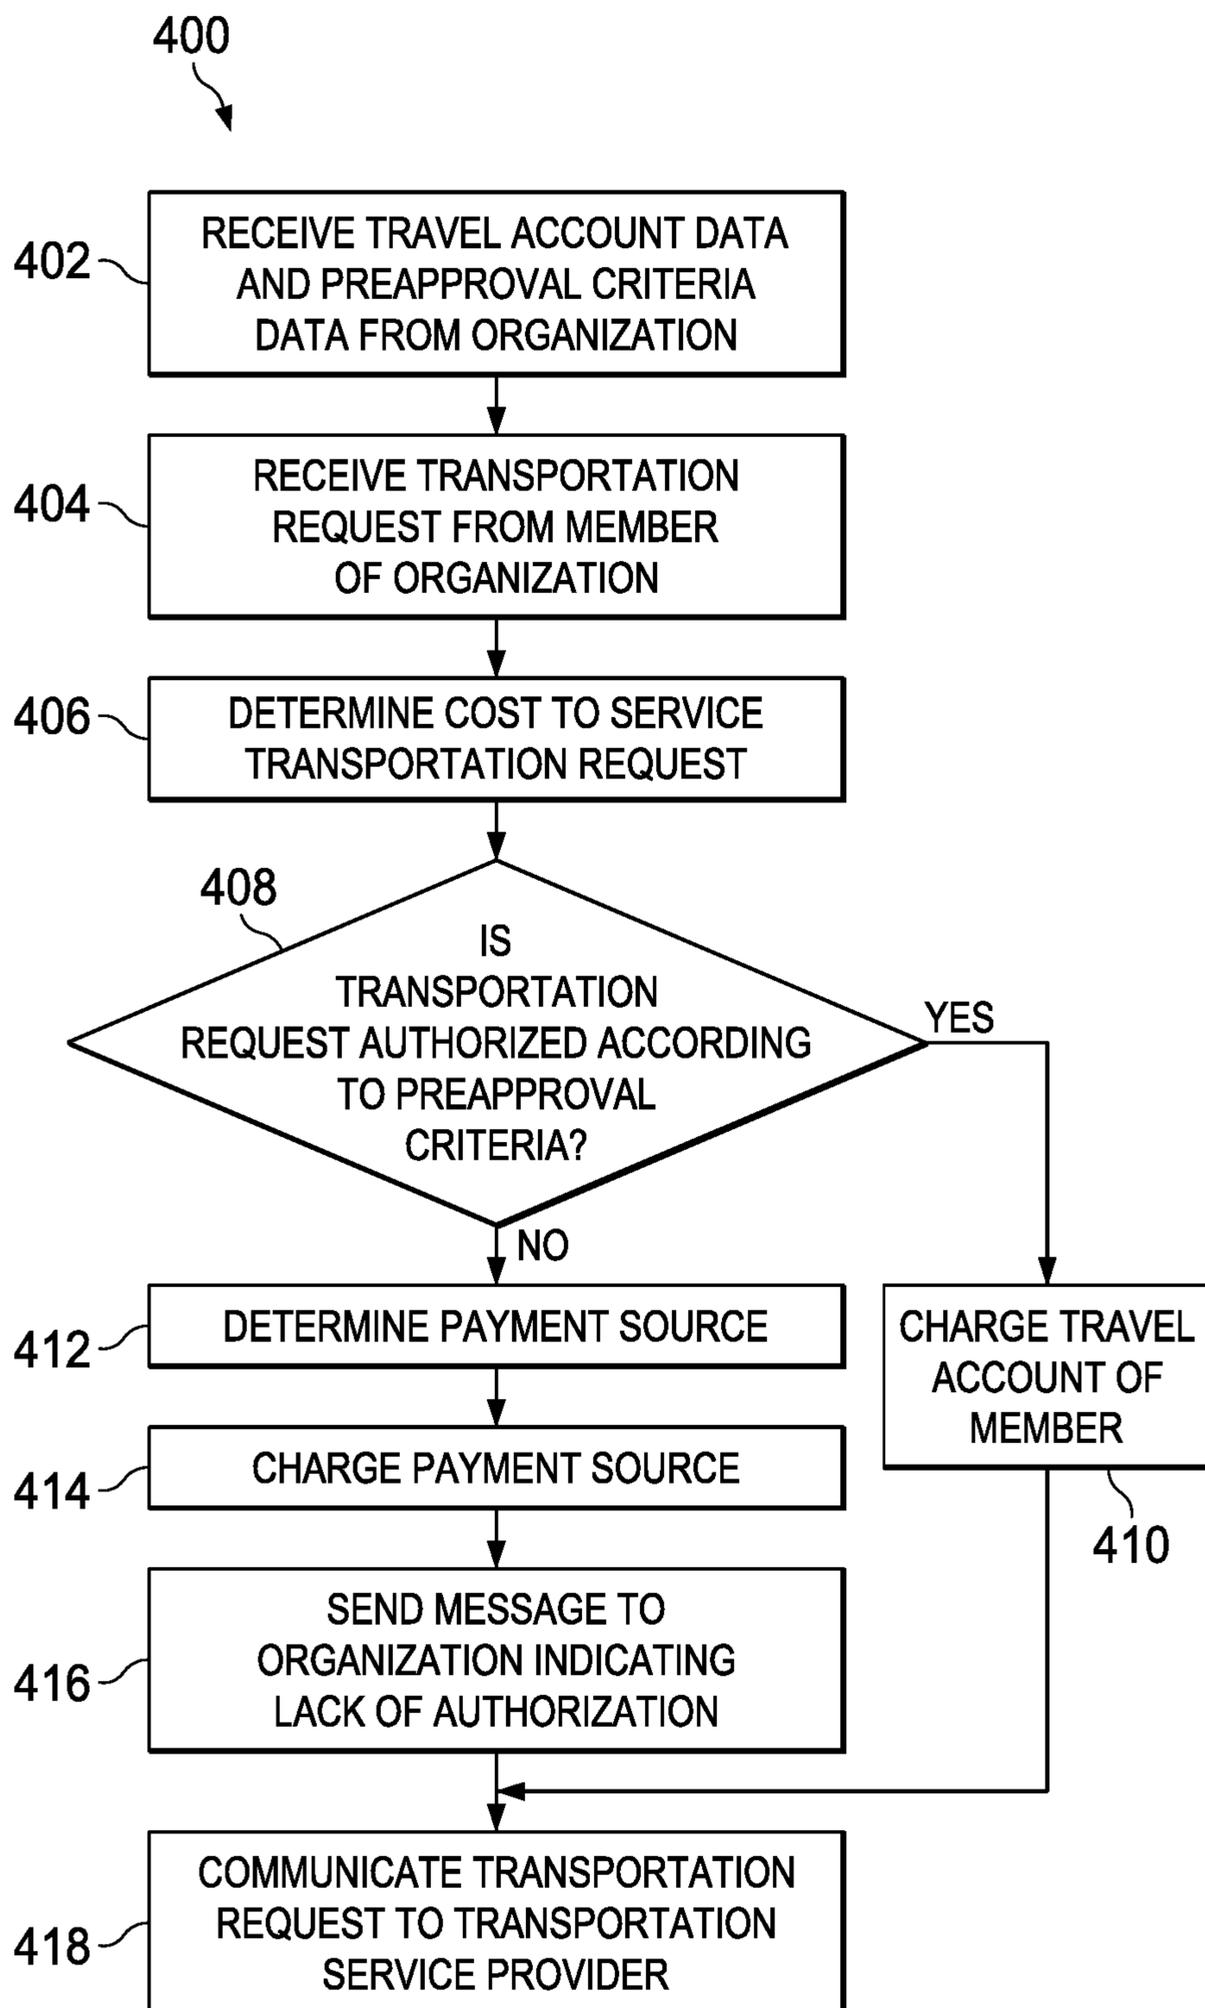 400
402
RECEIVE TRAVEL ACCOUNT DATA
AND PREAPPROVAL CRITERIA
DATA FROM ORGANIZATION
404
RECEIVE TRANSPORTATION
REQUEST FROM MEMBER
OF ORGANIZATION
406
DETERMINE COST TO SERVICE
TRANSPORTATION REQUEST
408
IS
TRANSPORTATION
REQUEST AUTHORIZED ACCORDING
TO PREAPPROVAL
CRITERIA?
YES
NO
412
DETERMINE PAYMENT SOURCE
CHARGE TRAVEL
ACCOUNT OF
MEMBER
410
414
CHARGE PAYMENT SOURCE
416
SEND MESSAGE TO
ORGANIZATION INDICATING
LACK OF AUTHORIZATION
418
COMMUNICATE TRANSPORTATION
REQUEST TO TRANSPORTATION
SERVICE PROVIDER